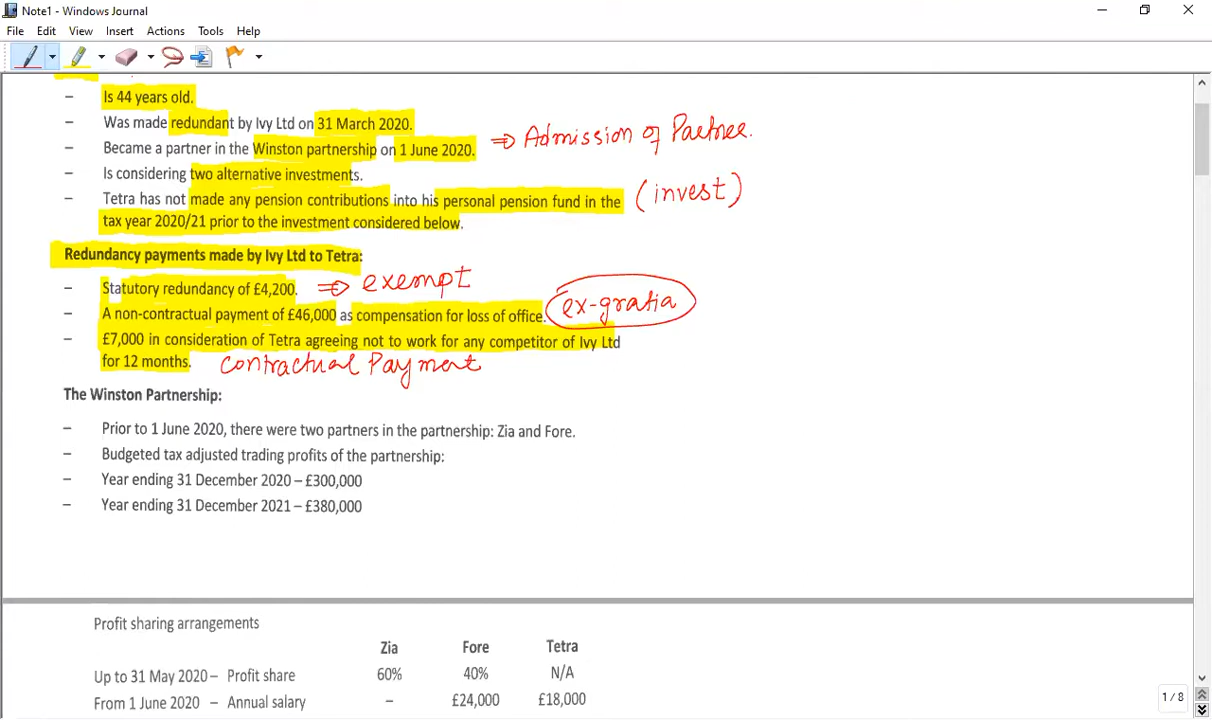 Note1 - Windows Journal
File Edit View Insert Actions Tools Help
– Is 44 years old.
– Was made redundant by Ivy Ltd on 31 March 2020.
– Became a partner in the Winston partnership on 1 June 2020. ⇒ Admission of Partner.
– Is considering two alternative investments.
– Tetra has not made any pension contributions into his personal pension fund in the (invest)
tax year 2020/21 prior to the investment considered below.
Redundancy payments made by Ivy Ltd to Tetra:
– Statutory redundancy of £4,200. ⇒ exempt
– A non-contractual payment of £46,000 as compensation for loss of office. ex-gratia
– £7,000 in consideration of Tetra agreeing not to work for any competitor of Ivy Ltd
for 12 months. Contractual Payment
The Winston Partnership:
– Prior to 1 June 2020, there were two partners in the partnership: Zia and Fore.
– Budgeted tax adjusted trading profits of the partnership:
– Year ending 31 December 2020 – £300,000
– Year ending 31 December 2021 – £380,000
Profit sharing arrangements
Zia Fore Tetra
Up to 31 May 2020 – Profit share 60% 40% N/A
From 1 June 2020 – Annual salary – £24,000 £18,000
1 / 8